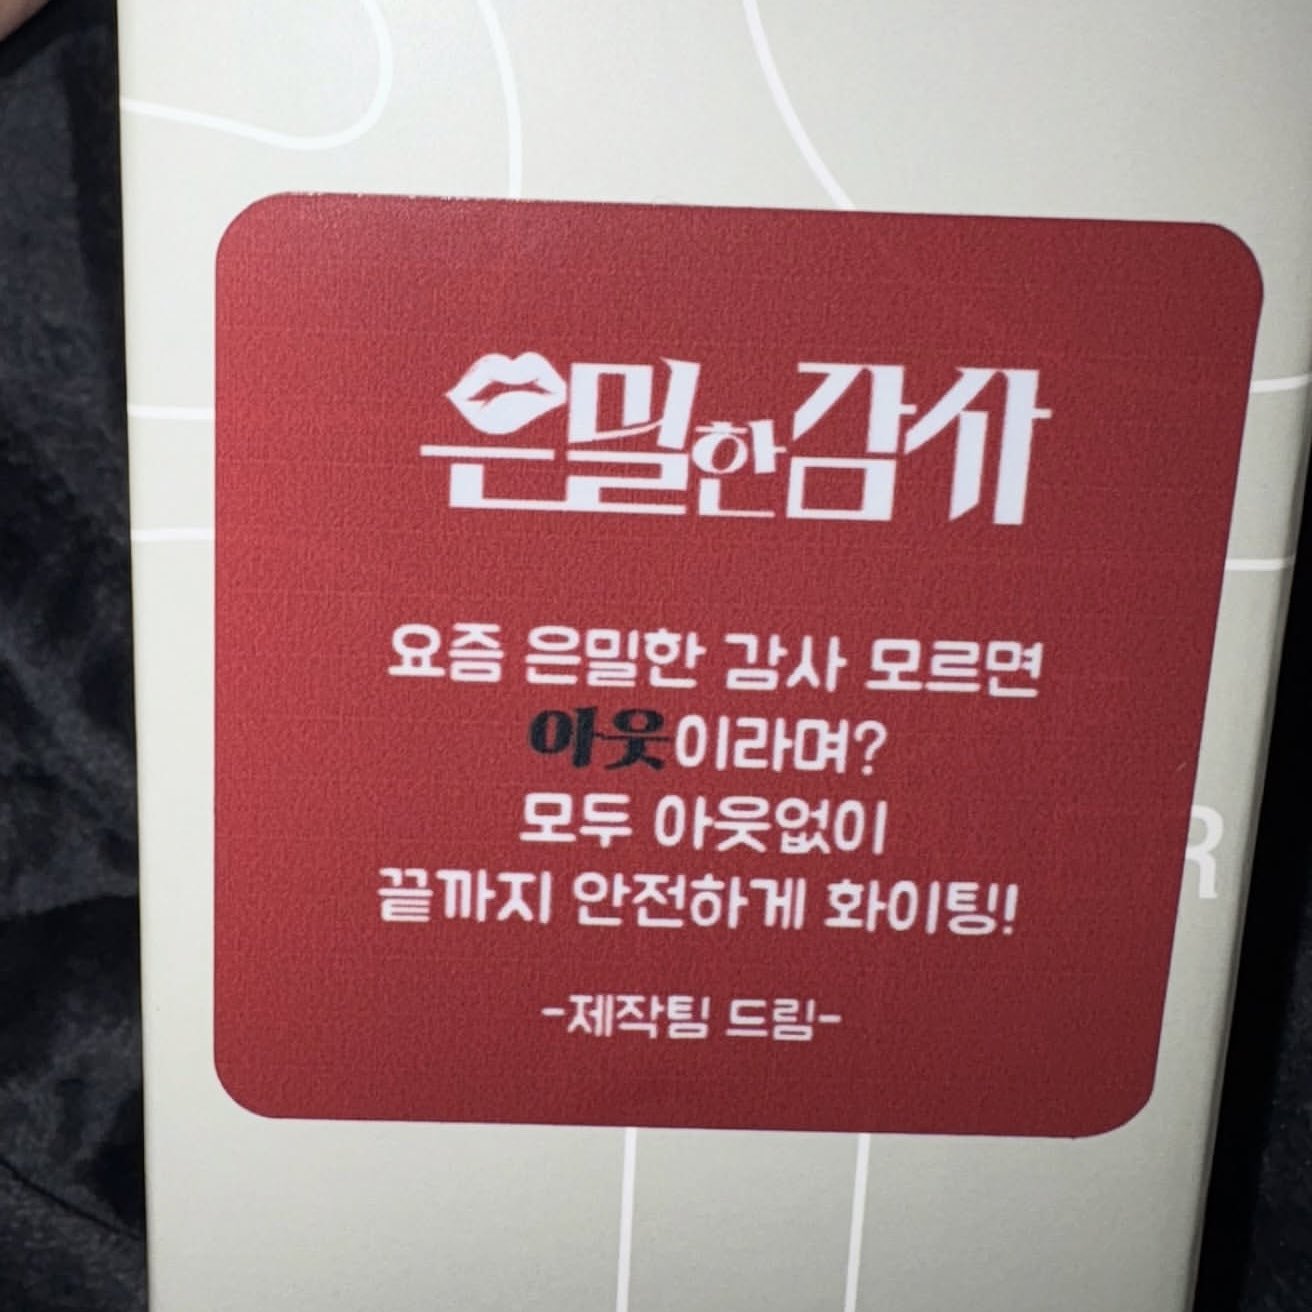 은밀한감사
요즘 은밀한 감사 모르면
아웃이라며?
모두 아웃없이
끝까지 안전하게 화이팅!
-제작팀 드림-
R